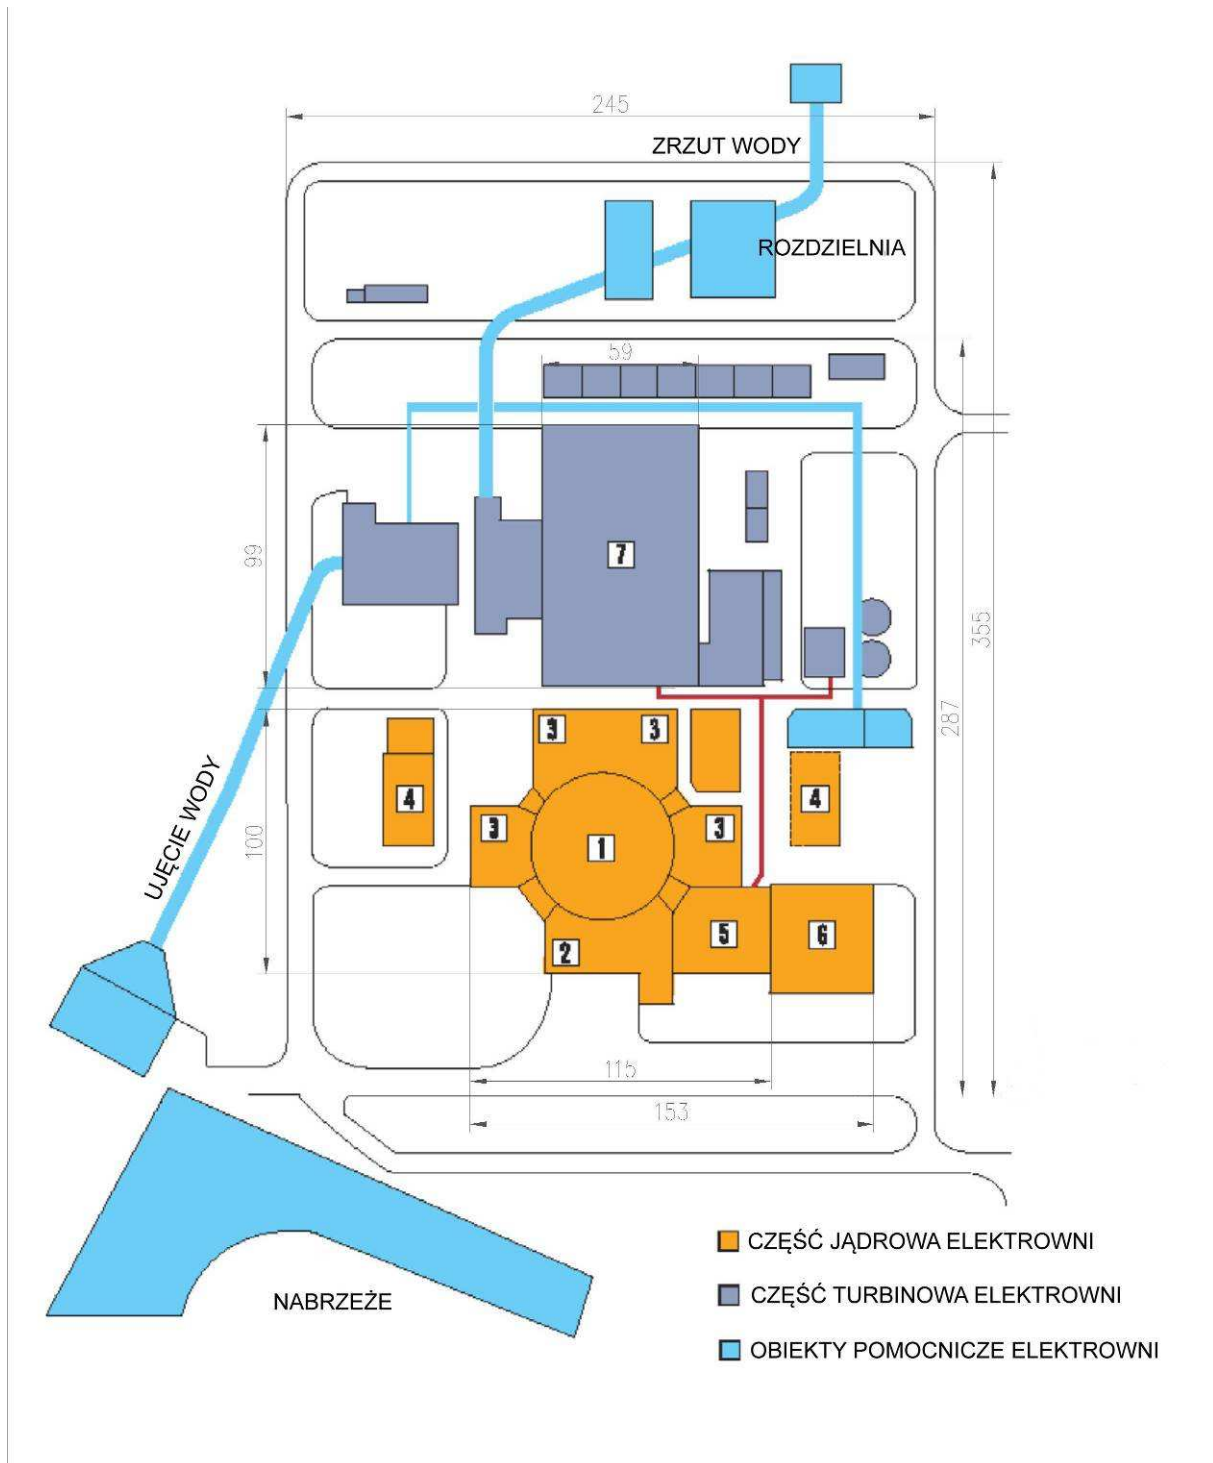 245
ZRZUT WODY
ROZDZIELNIA
59
99
7
355
287
3
3
4
4
3
3
1
100
UJĘCIE WODY
5
6
2
115
153
CZĘŚĆ JĄDROWA ELEKTROWNI
CZĘŚĆ TURBINOWA ELEKTROWNI
NABRZEŻE
OBIEKTY POMOCNICZE ELEKTROWNI